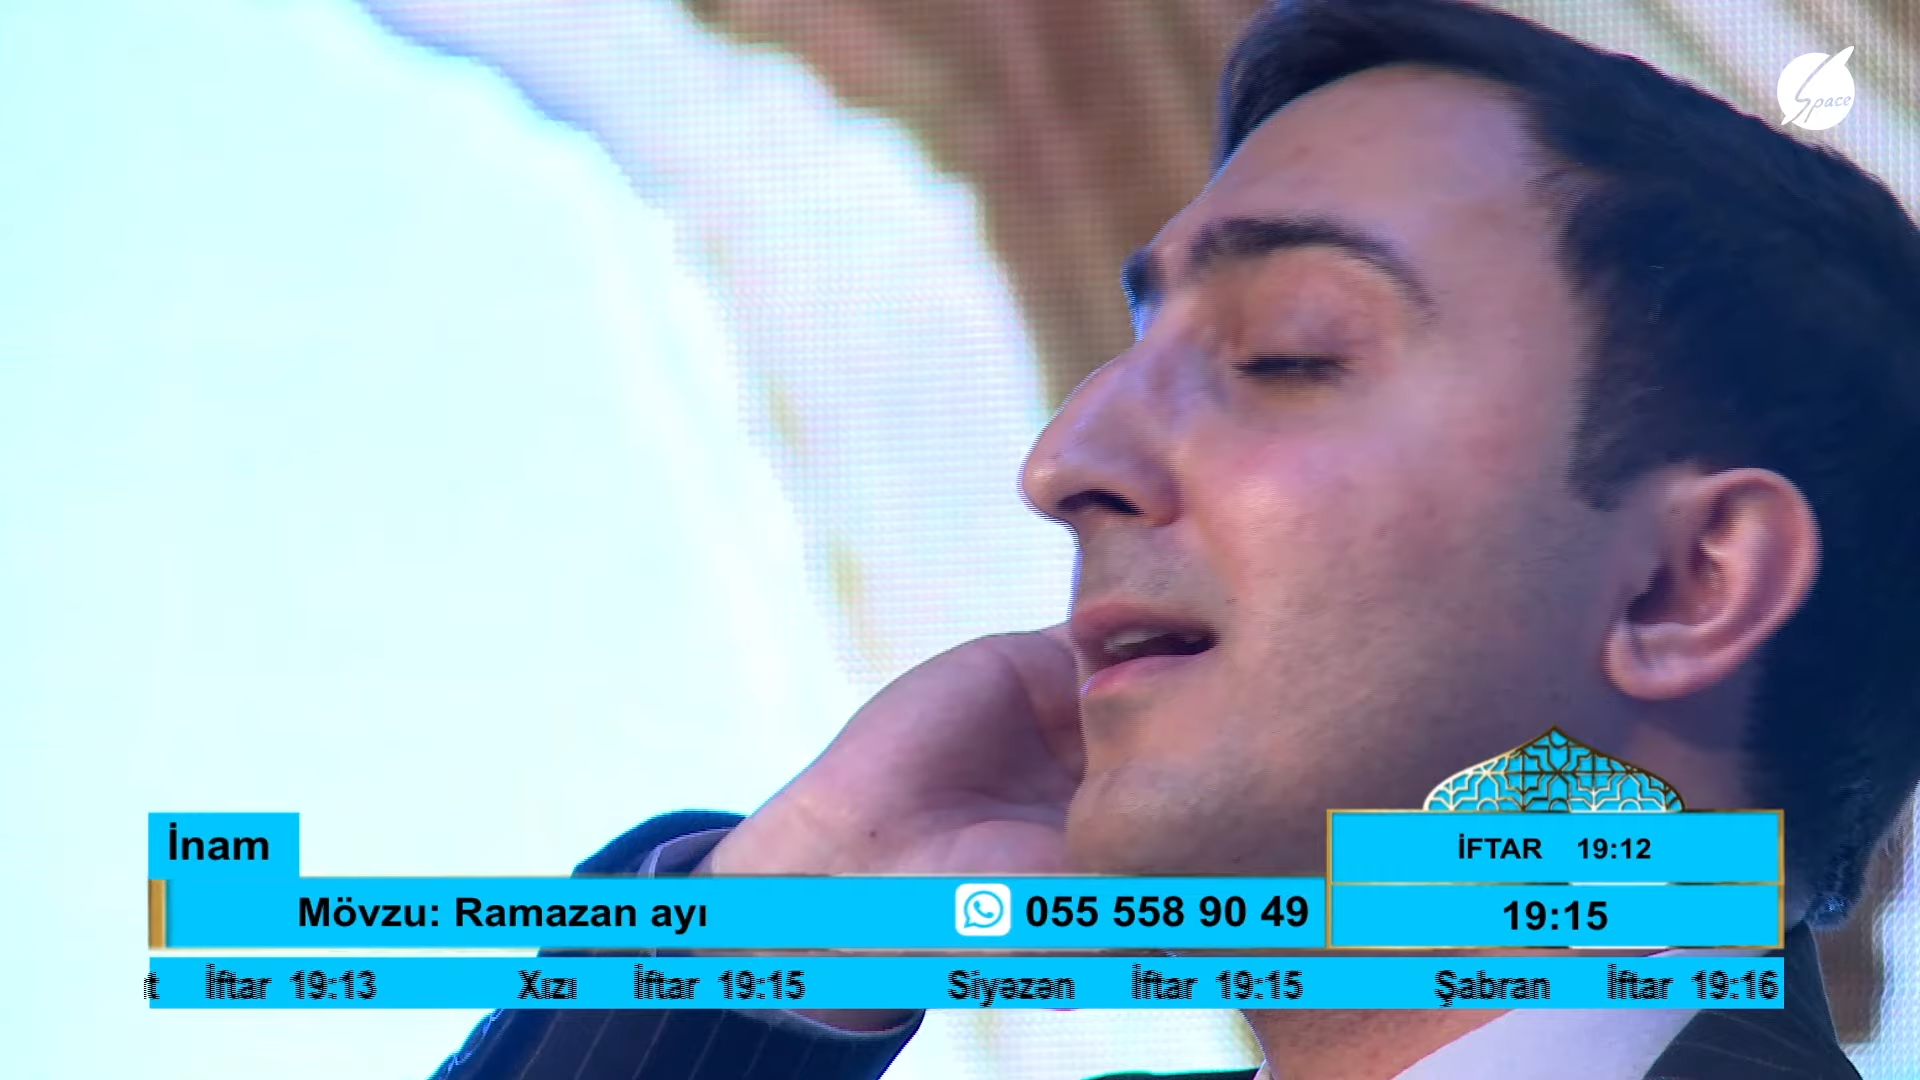 Space
İnam
İFTAR 19:12
Mövzu: Ramazan ayı 055 558 90 49
19:15
İftar 19:13 Xızı İftar 19:15 Siyəzən İftar 19:15 Şabran İftar 19:16